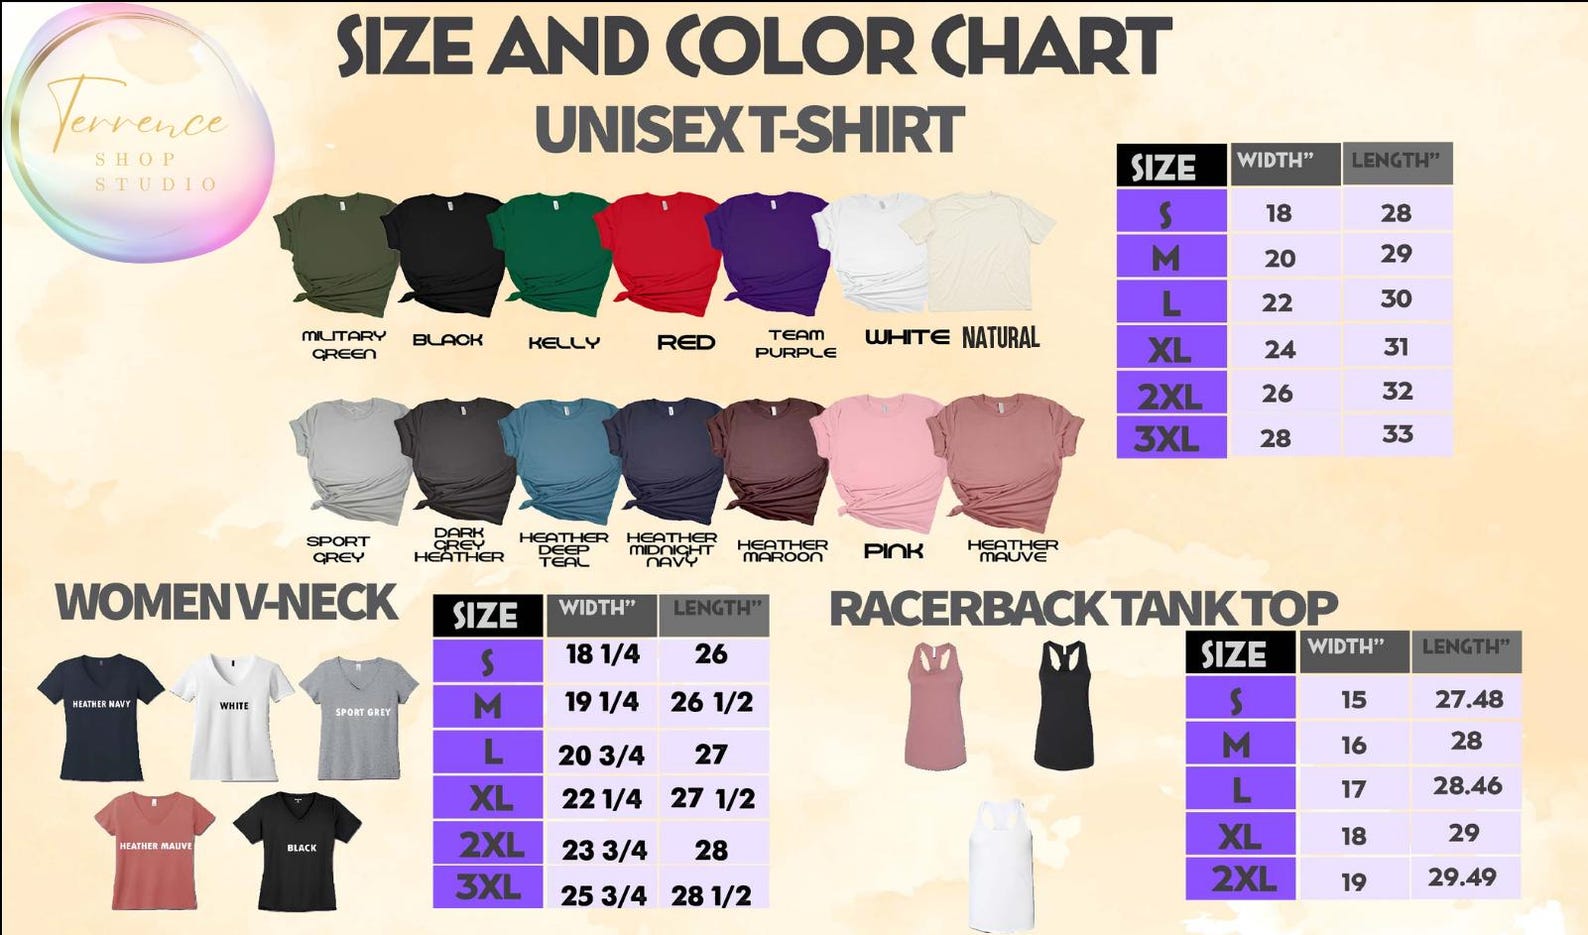 Terrence
SHOP
STUDIO
SIZE AND COLOR CHART
UNISEX T-SHIRT
SIZE WIDTH” LENGTH”
S 18 28
M 20 29
L 22 30
XL 24 31
2XL 26 32
3XL 28 33
MILITARY
GREEN
BLACK
KELLY
RED
TEAM
PURPLE
WHITE
NATURAL
SPORT
GREY
DARK
GREY
HEATHER
HEATHER
DEEP
TEAL
HEATHER
MIDNIGHT
NAVY
HEATHER
MAROON
PINK
HEATHER
MAUVE
WOMEN V-NECK
HEATHER NAVY
WHITE
SPORT GREY
HEATHER MAUVE
BLACK
SIZE WIDTH” LENGTH”
S 18 1/4 26
M 19 1/4 26 1/2
L 20 3/4 27
XL 22 1/4 27 1/2
2XL 23 3/4 28
3XL 25 3/4 28 1/2
RACERBACK TANK TOP
SIZE WIDTH” LENGTH”
S 15 27.48
M 16 28
L 17 28.46
XL 18 29
2XL 19 29.49